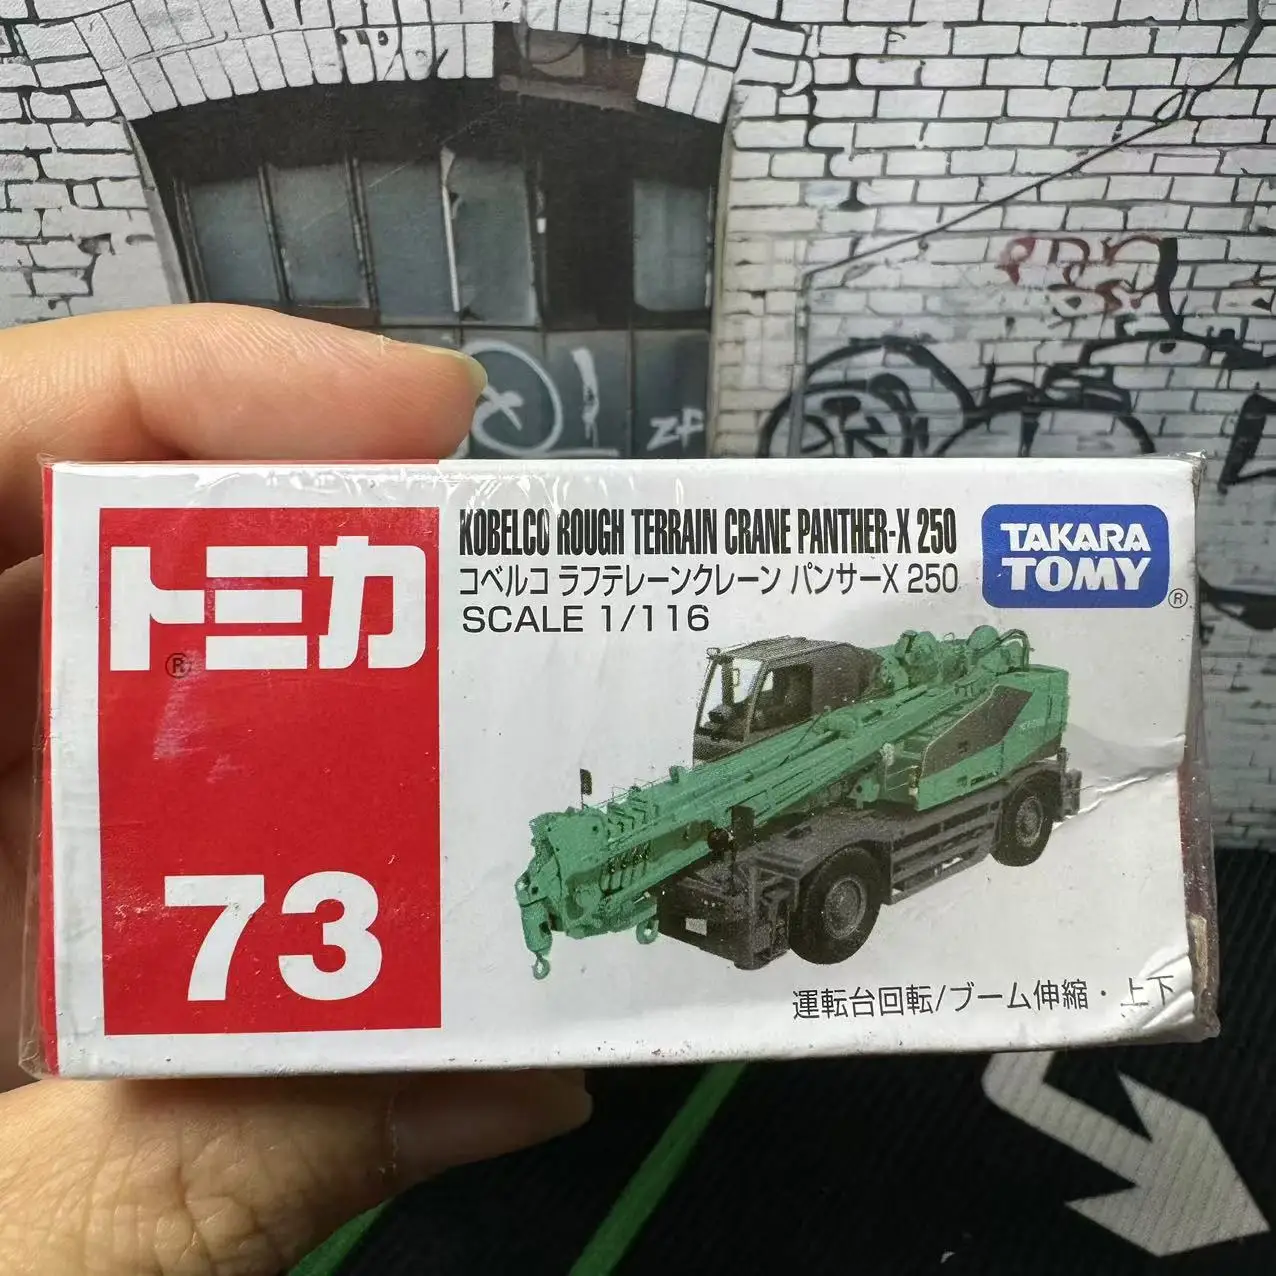 トミカ
®
73
KOBELCO ROUGH TERRAIN CRANE PANTHER-X 250
コベルコ ラフテレーンクレーン パンサーX 250
SCALE 1/116
TAKARA
TOMY
®
運転台回転/ブーム伸縮・上下
ZF